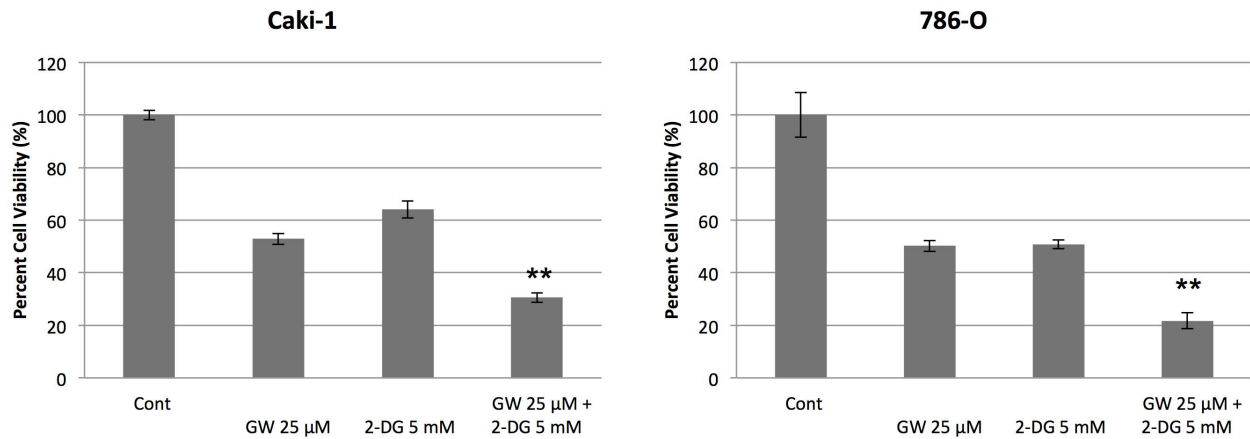 Caki-1
Percent Cell Viability (%)
120
100
80
60
40
20
0
**
Cont
GW 25 µM
2-DG 5 mM
GW 25 µM +
2-DG 5 mM
786-O
Percent Cell Viability (%)
120
100
80
60
40
20
0
**
Cont
GW 25 µM
2-DG 5 mM
GW 25 µM +
2-DG 5 mM